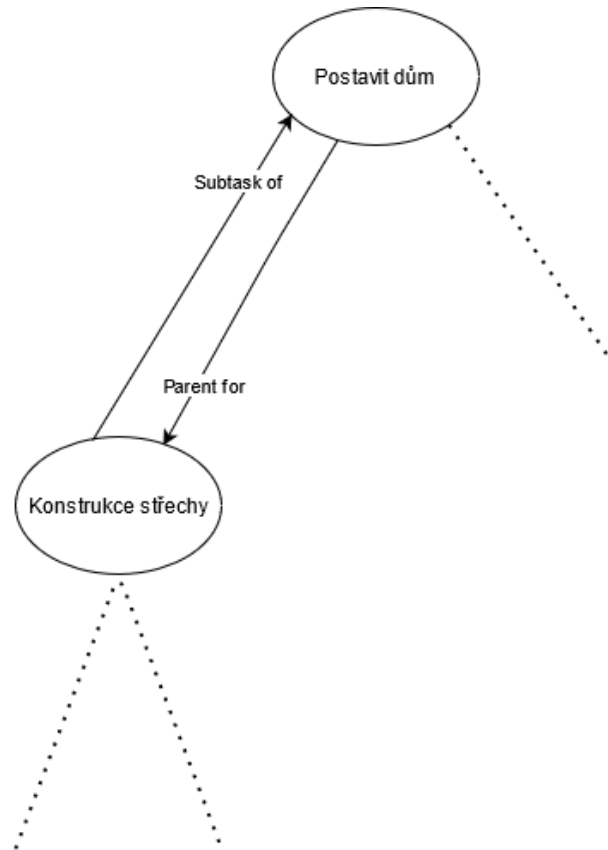 Postavit dům
Subtask of
Parent for
Konstrukce střechy